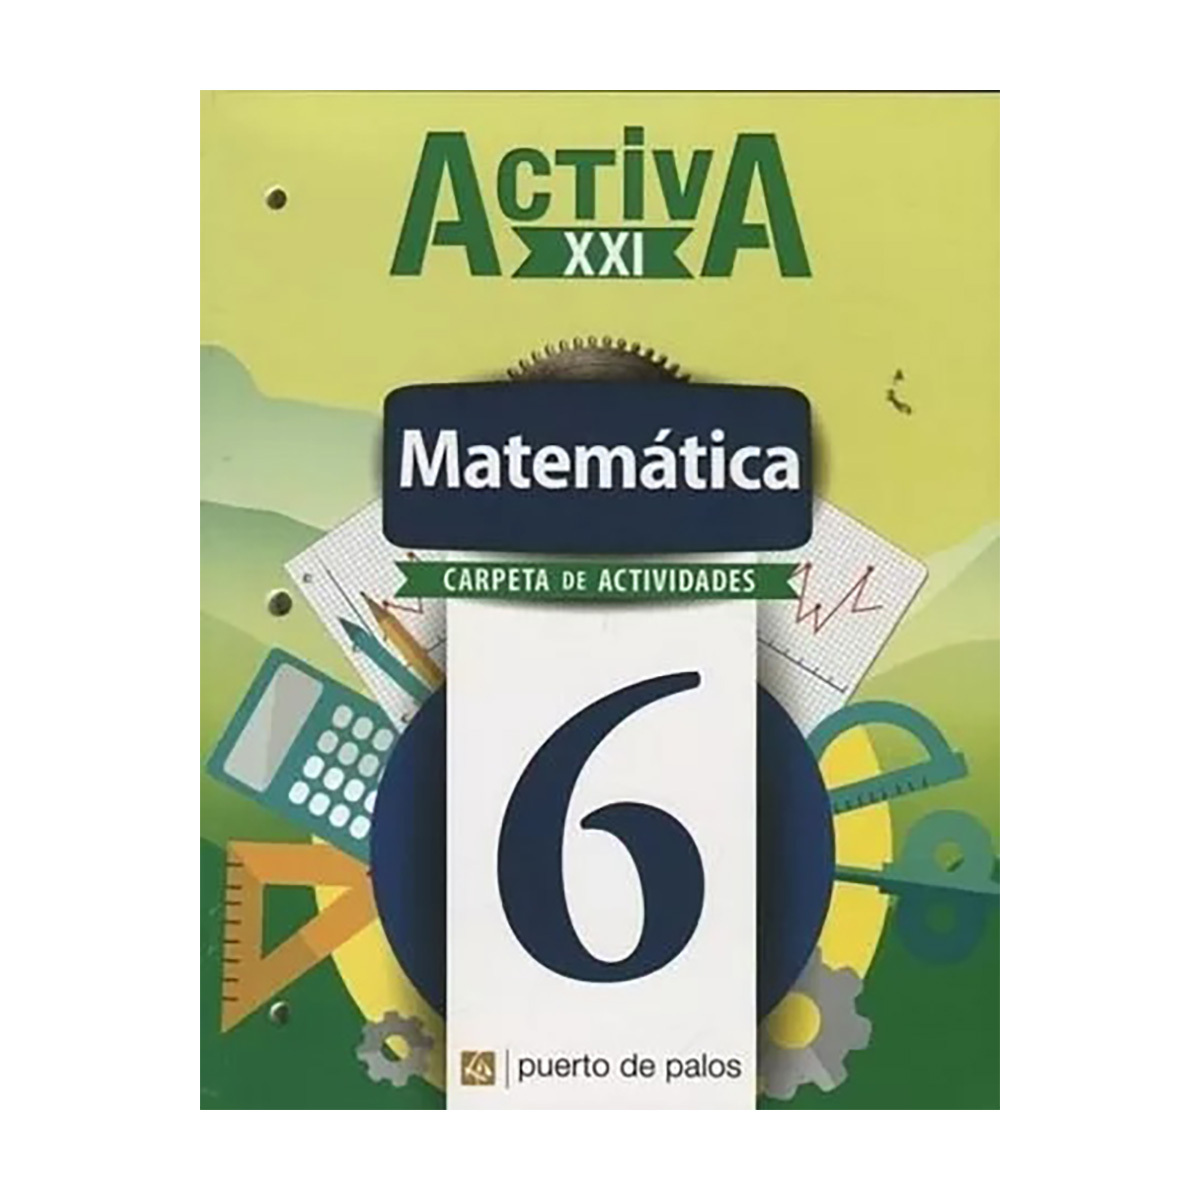 ACTIVA
XXI
Matemática
CARPETA DE ACTIVIDADES
6
puerto de palos